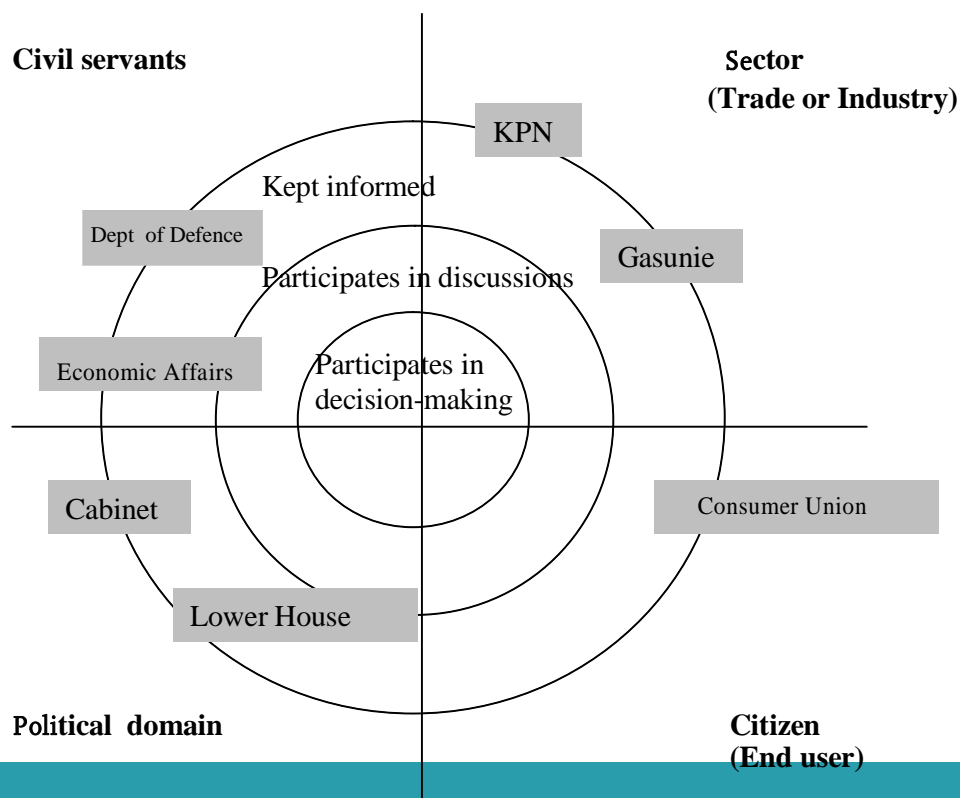 Civil servants
Sector
(Trade or Industry)
KPN
Kept informed
Dept of Defence
Gasunie
Participates in discussions
Economic Affairs
Participates in
decision-making
Cabinet
Consumer Union
Lower House
Political domain
Citizen
(End user)